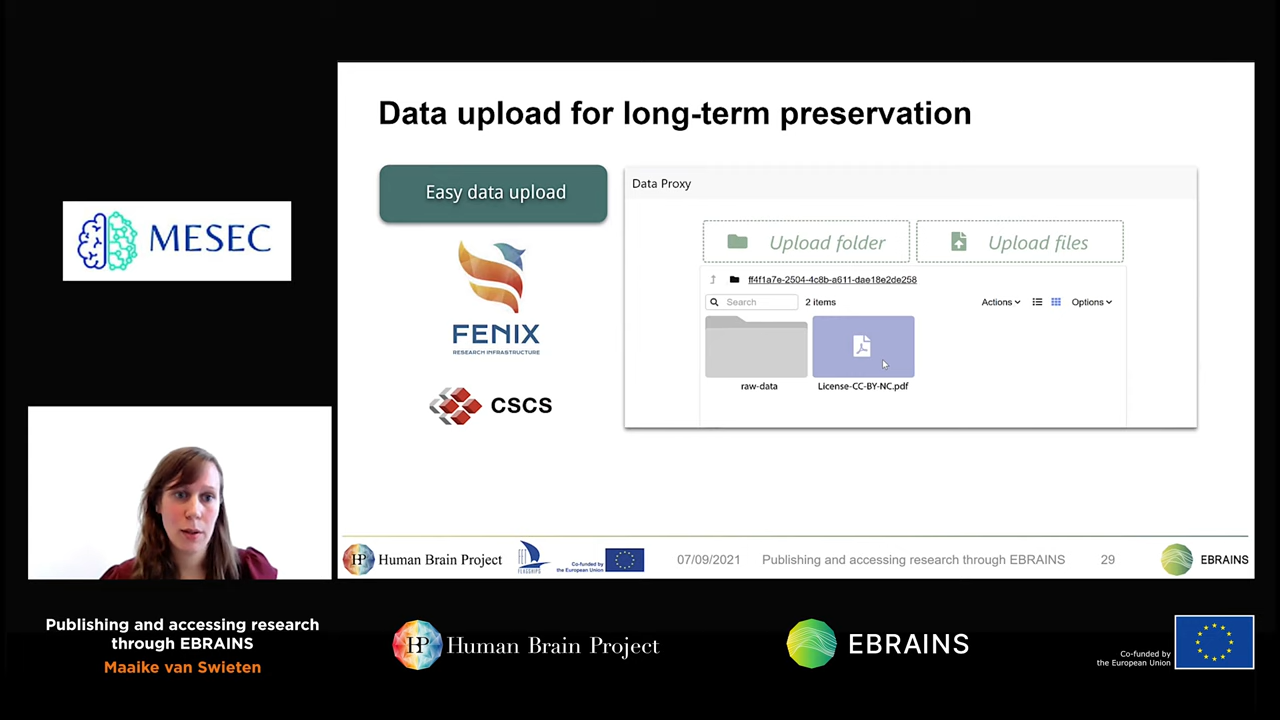 Data upload for long-term preservation
Easy data upload
Data Proxy
Upload folder
Upload files
ff4f1a7e-2504-4c8b-a611-dae18e2de258
Search
2 items
Actions
Options
raw-data
License-CC-BY-NC.pdf
FENIX
RESEARCH INFRASTRUCTURE
CSCS
MESEC
HP
Human Brain Project
FET
FLAGSHIPS
Co-funded by
the European Union
07/09/2021
Publishing and accessing research through EBRAINS
29
EBRAINS
Publishing and accessing research
through EBRAINS
Maaike van Swieten
HP
Human Brain Project
EBRAINS
Co-funded by
the European Union